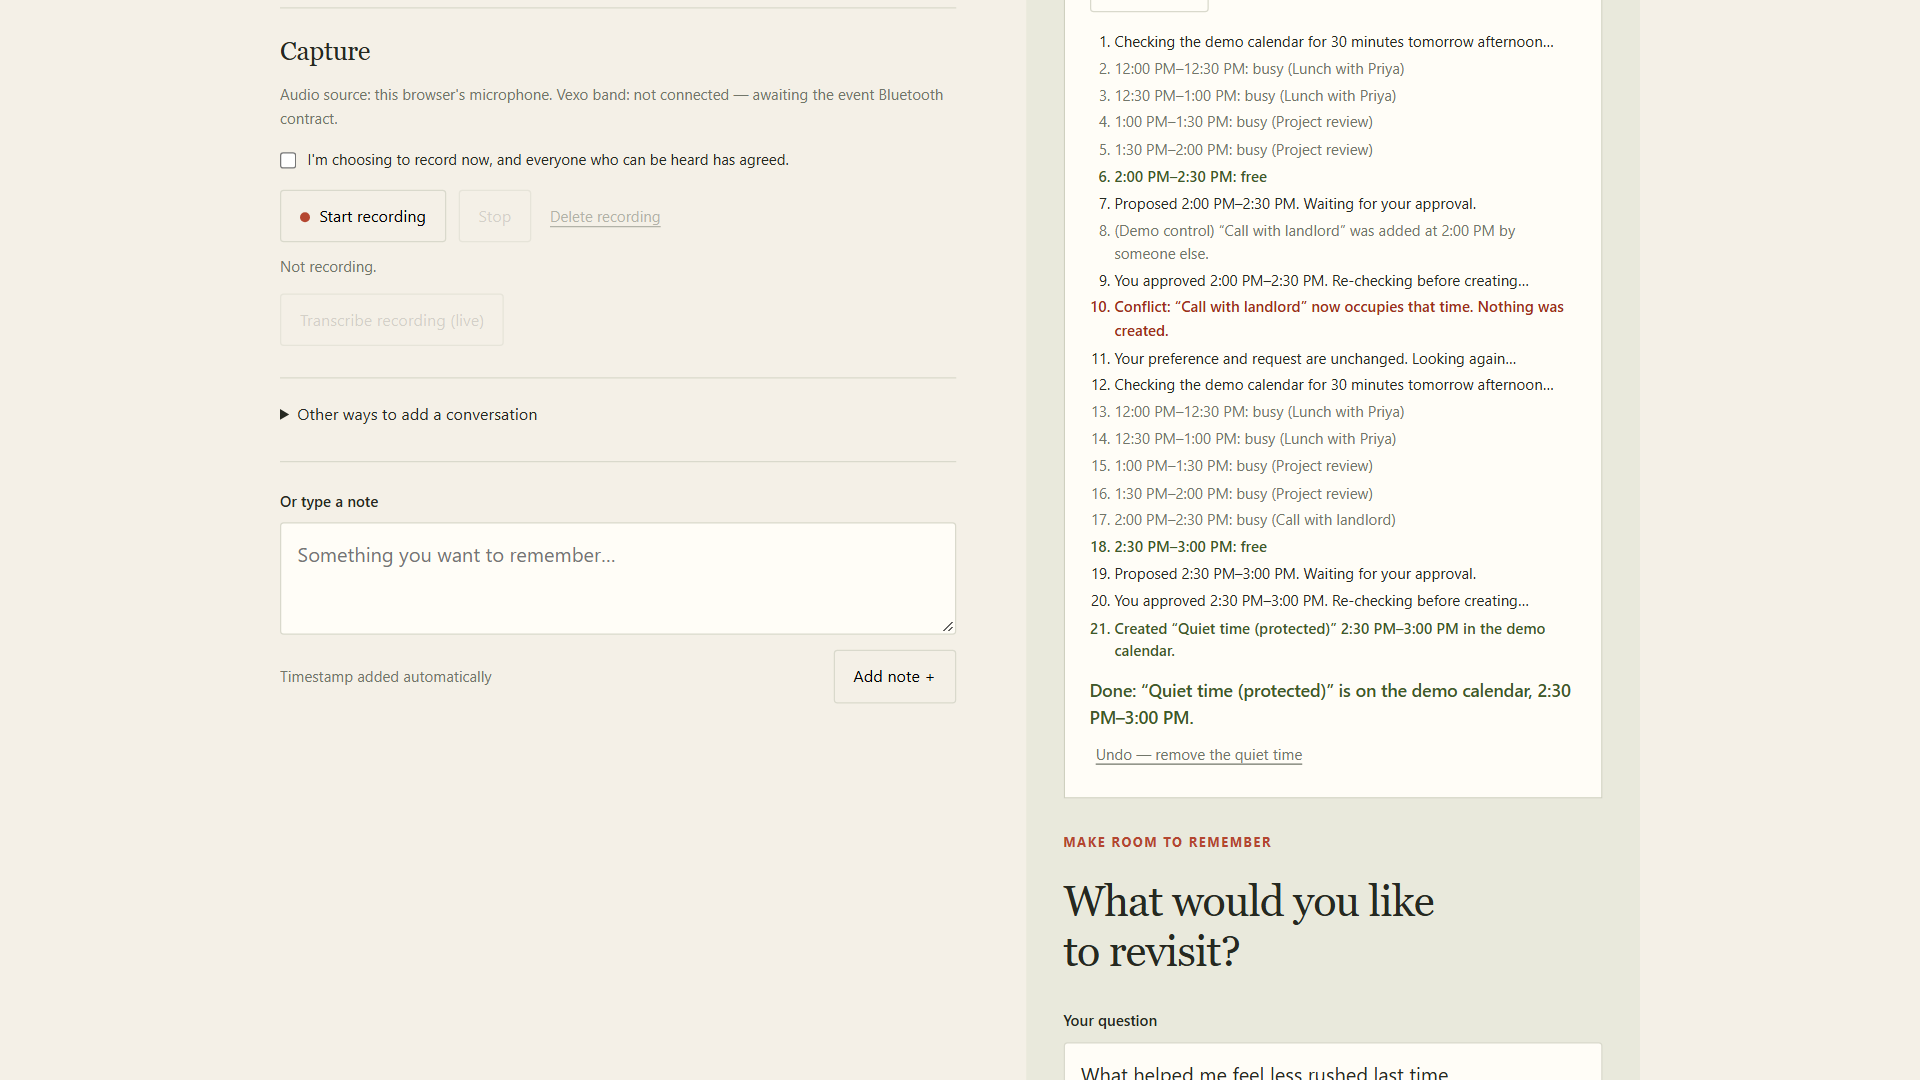 Capture
Audio source: this browser's microphone. Vexo band: not connected — awaiting the event Bluetooth
contract.
I'm choosing to record now, and everyone who can be heard has agreed.
Start recording
Stop
Delete recording
Not recording.
Transcribe recording (live)
Other ways to add a conversation
Or type a note
Something you want to remember…
Timestamp added automatically
Add note +
1. Checking the demo calendar for 30 minutes tomorrow afternoon…
2. 12:00 PM–12:30 PM: busy (Lunch with Priya)
3. 12:30 PM–1:00 PM: busy (Lunch with Priya)
4. 1:00 PM–1:30 PM: busy (Project review)
5. 1:30 PM–2:00 PM: busy (Project review)
6. 2:00 PM–2:30 PM: free
7. Proposed 2:00 PM–2:30 PM. Waiting for your approval.
8. (Demo control) “Call with landlord” was added at 2:00 PM by
someone else.
9. You approved 2:00 PM–2:30 PM. Re-checking before creating…
10. Conflict: “Call with landlord” now occupies that time. Nothing was
created.
11. Your preference and request are unchanged. Looking again…
12. Checking the demo calendar for 30 minutes tomorrow afternoon…
13. 12:00 PM–12:30 PM: busy (Lunch with Priya)
14. 12:30 PM–1:00 PM: busy (Lunch with Priya)
15. 1:00 PM–1:30 PM: busy (Project review)
16. 1:30 PM–2:00 PM: busy (Project review)
17. 2:00 PM–2:30 PM: busy (Call with landlord)
18. 2:30 PM–3:00 PM: free
19. Proposed 2:30 PM–3:00 PM. Waiting for your approval.
20. You approved 2:30 PM–3:00 PM. Re-checking before creating…
21. Created “Quiet time (protected)” 2:30 PM–3:00 PM in the demo
calendar.
Done: “Quiet time (protected)” is on the demo calendar, 2:30
PM–3:00 PM.
Undo — remove the quiet time
MAKE ROOM TO REMEMBER
What would you like
to revisit?
Your question
What helped me feel less rushed last time